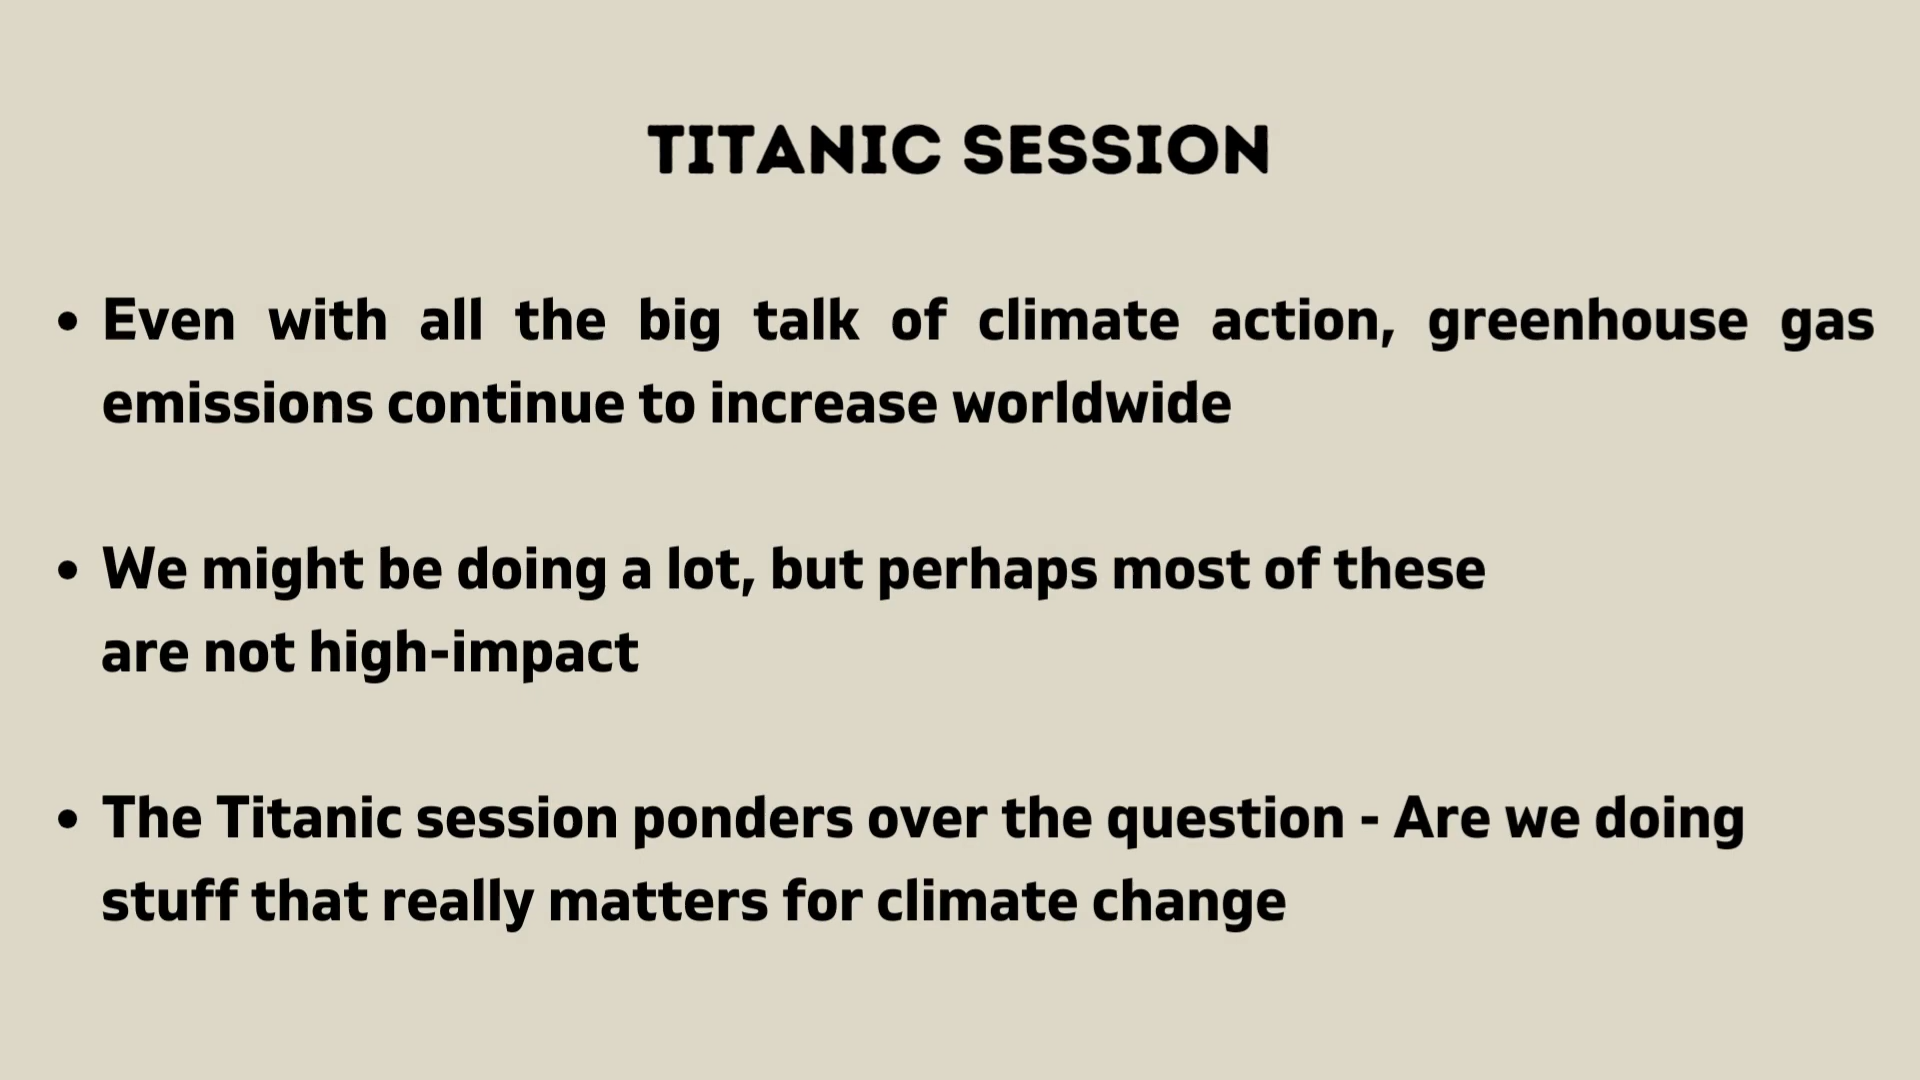 TITANIC SESSION
• Even with all the big talk of climate action, greenhouse gas
emissions continue to increase worldwide
• We might be doing a lot, but perhaps most of these
are not high-impact
• The Titanic session ponders over the question - Are we doing
stuff that really matters for climate change